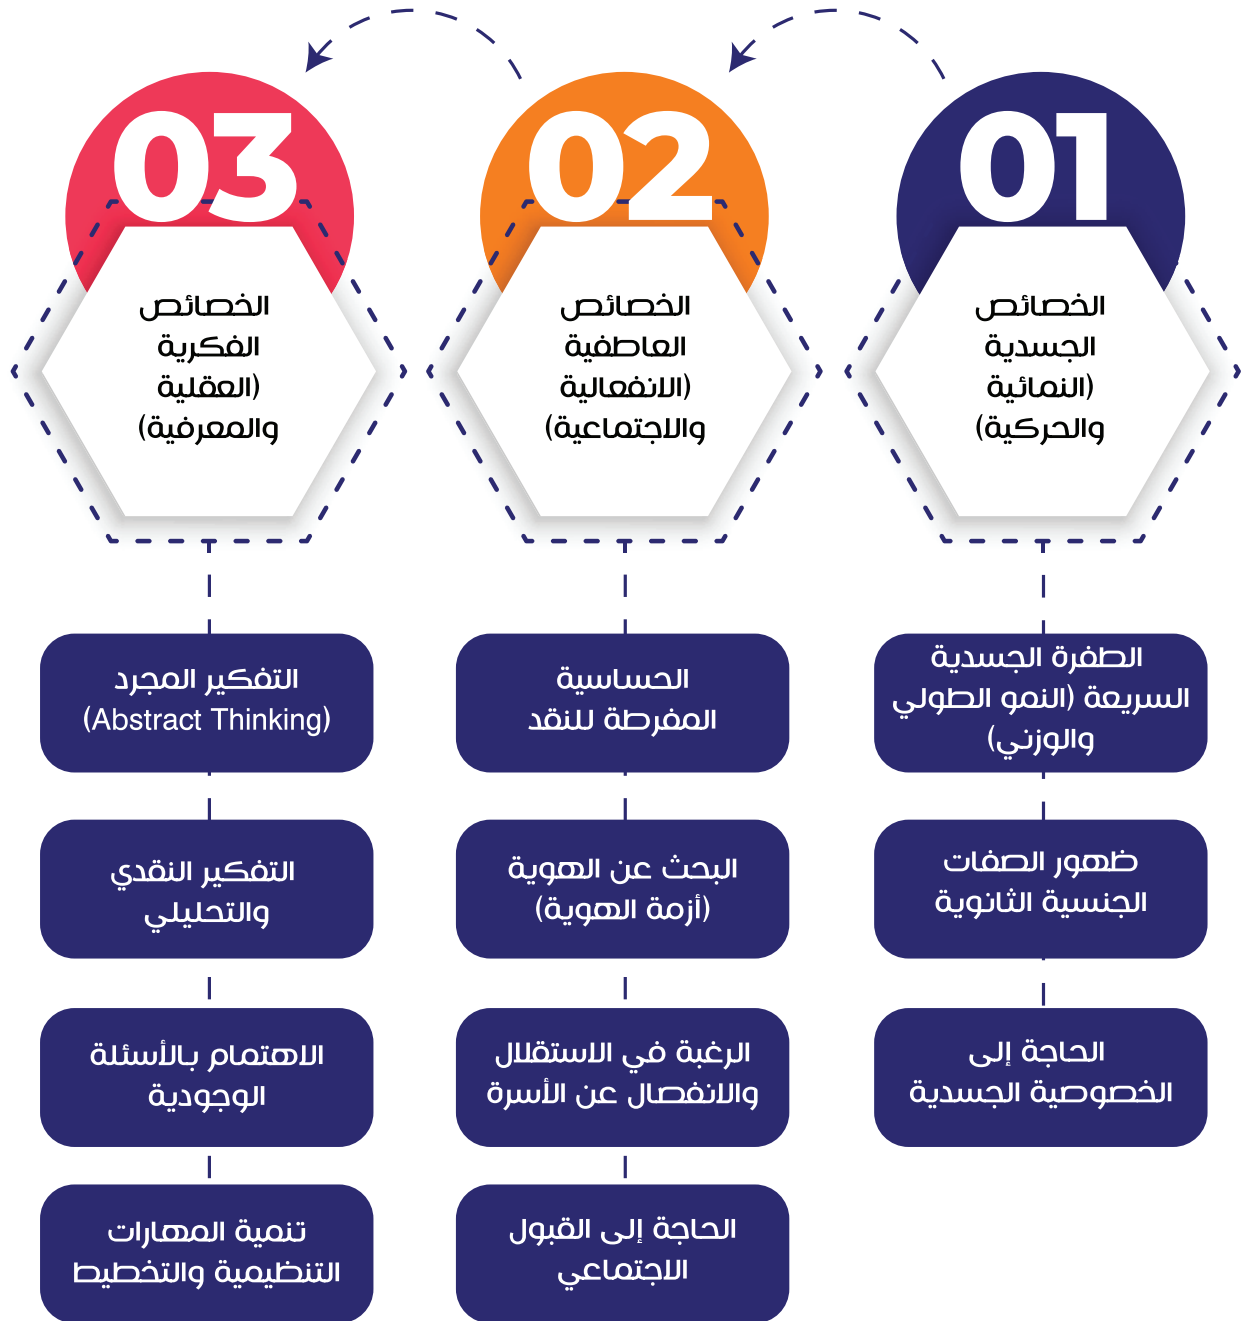 01
الخصائص
الجسدية
(النمائية
والحركية)
الطفرة الجسدية
السريعة (النمو الطولي
والوزني)
ظهور الصفات
الجنسية الثانوية
الحاجة إلى
الخصوصية الجسدية
02
الخصائص
العاطفية
(الانفعالية
والاجتماعية)
الحساسية
المفرطة للنقد
البحث عن الهوية
(أزمة الهوية)
الرغبة في الاستقلال
والانفصال عن الأسرة
الحاجة إلى القبول
الاجتماعي
03
الخصائص
الفكرية
(العقلية
والمعرفية)
التفكير المجرد
(Abstract Thinking)
التفكير النقدي
والتحليلي
الاهتمام بالأسئلة
الوجودية
تنمية المهارات
التنظيمية والتخطيط